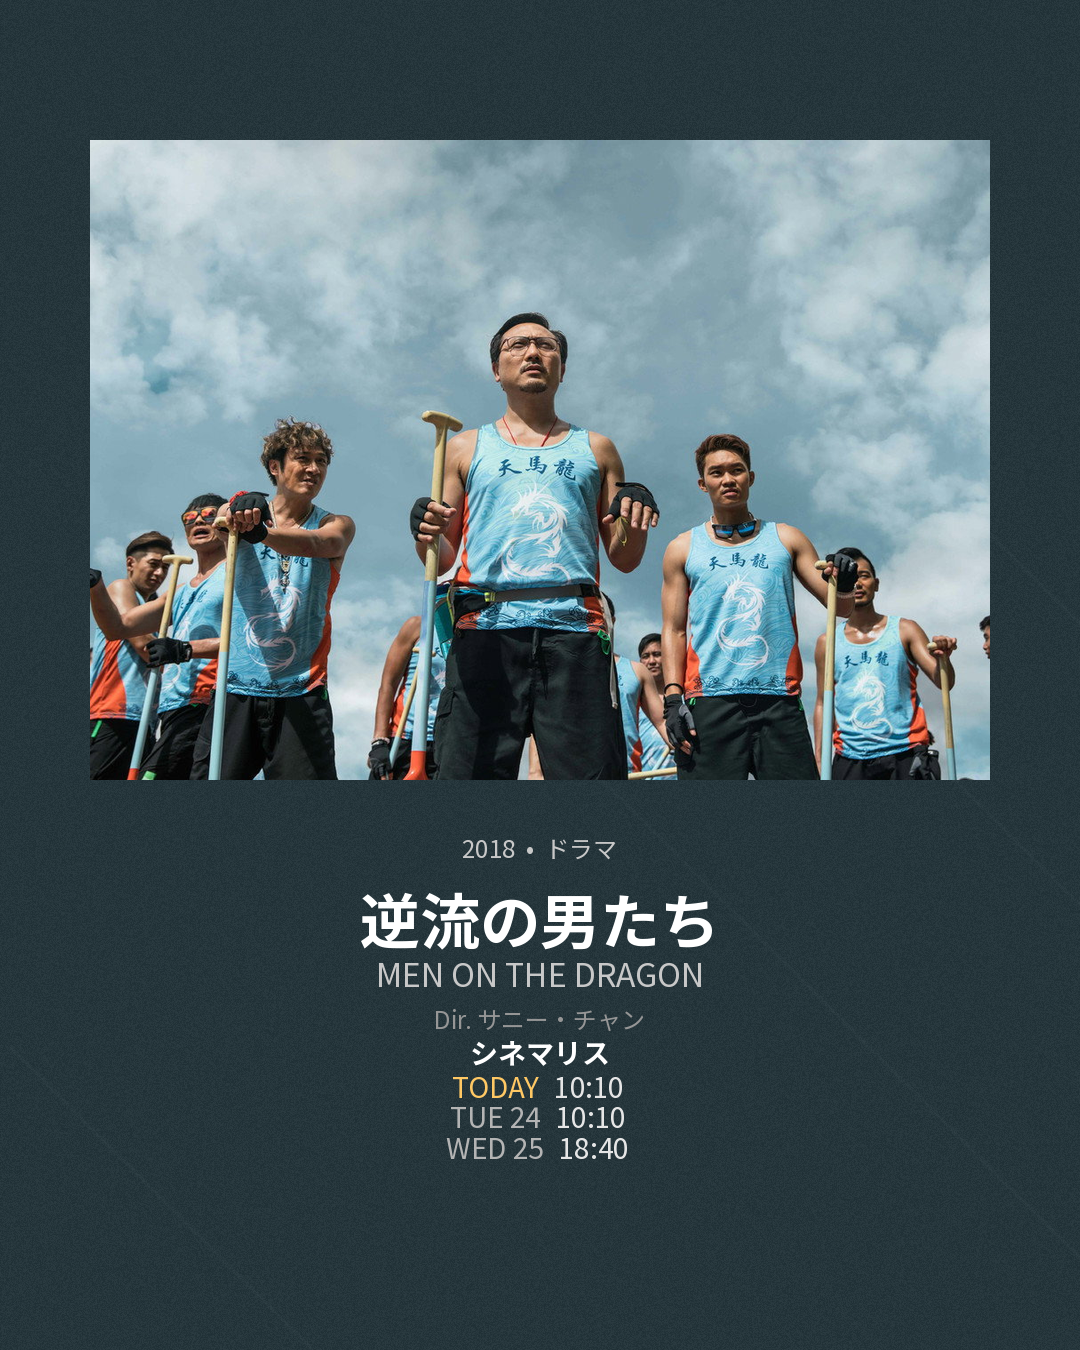 天馬龍
天馬龍
天馬龍
2018 • ドラマ
逆流の男たち
MEN ON THE DRAGON
Dir. サニー・チャン
シネマリス
TODAY 10:10
TUE 24 10:10
WED 25 18:40